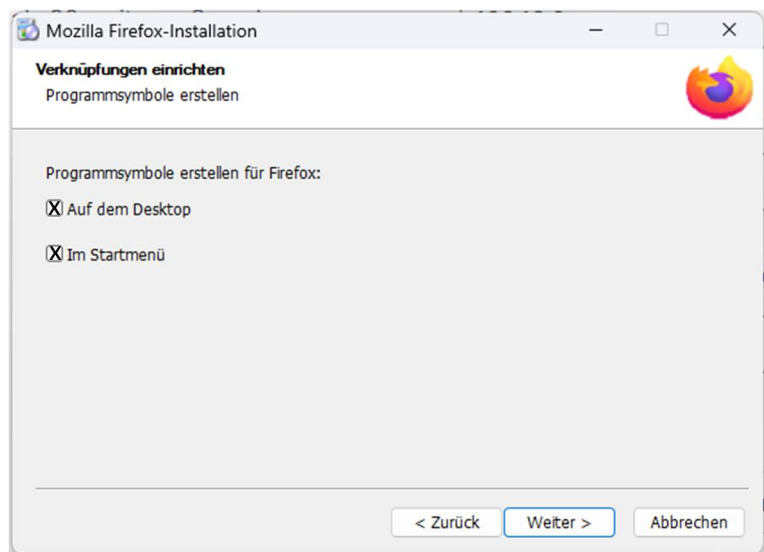 Mozilla Firefox-Installation
Verknüpfungen einrichten
Programmsymbole erstellen
Programmsymbole erstellen für Firefox:
X Auf dem Desktop
X Im Startmenü
< Zurück Weiter > Abbrechen